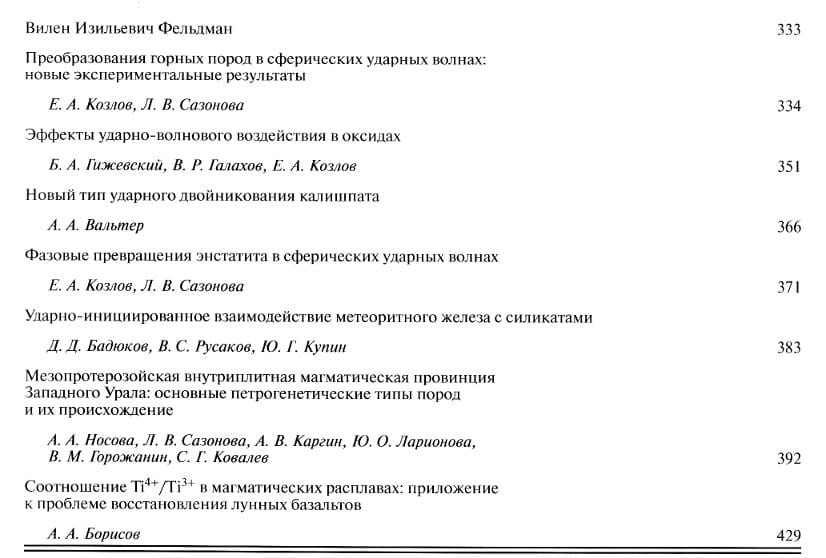 Вилен Изильевич Фельдман 333
Преобразования горных пород в сферических ударных волнах:
новые экспериментальные результаты
Е. А. Козлов, Л. В. Сазонова 334
Эффекты ударно-волнового воздействия в оксидах
Б. А. Гижевский, В. Р. Галахов, Е. А. Козлов 351
Новый тип ударного двойникования калишпата
А. А. Вальтер 366
Фазовые превращения энстатита в сферических ударных волнах
Е. А. Козлов, Л. В. Сазонова 371
Ударно-инициированное взаимодействие метеоритного железа с силикатами
Д. Д. Бадюков, В. С. Русаков, Ю. Г. Купин 383
Мезопротерозойская внутриплитная магматическая провинция
Западного Урала: основные петрогенетические типы пород
и их происхождение
А. А. Носова, Л. В. Сазонова, А. В. Каргин, Ю. О. Ларионова,
В. М. Горожанин, С. Г. Ковалев 392
Соотношение Ti⁴⁺/Ti³⁺ в магматических расплавах: приложение
к проблеме восстановления лунных базальтов
А. А. Борисов 429